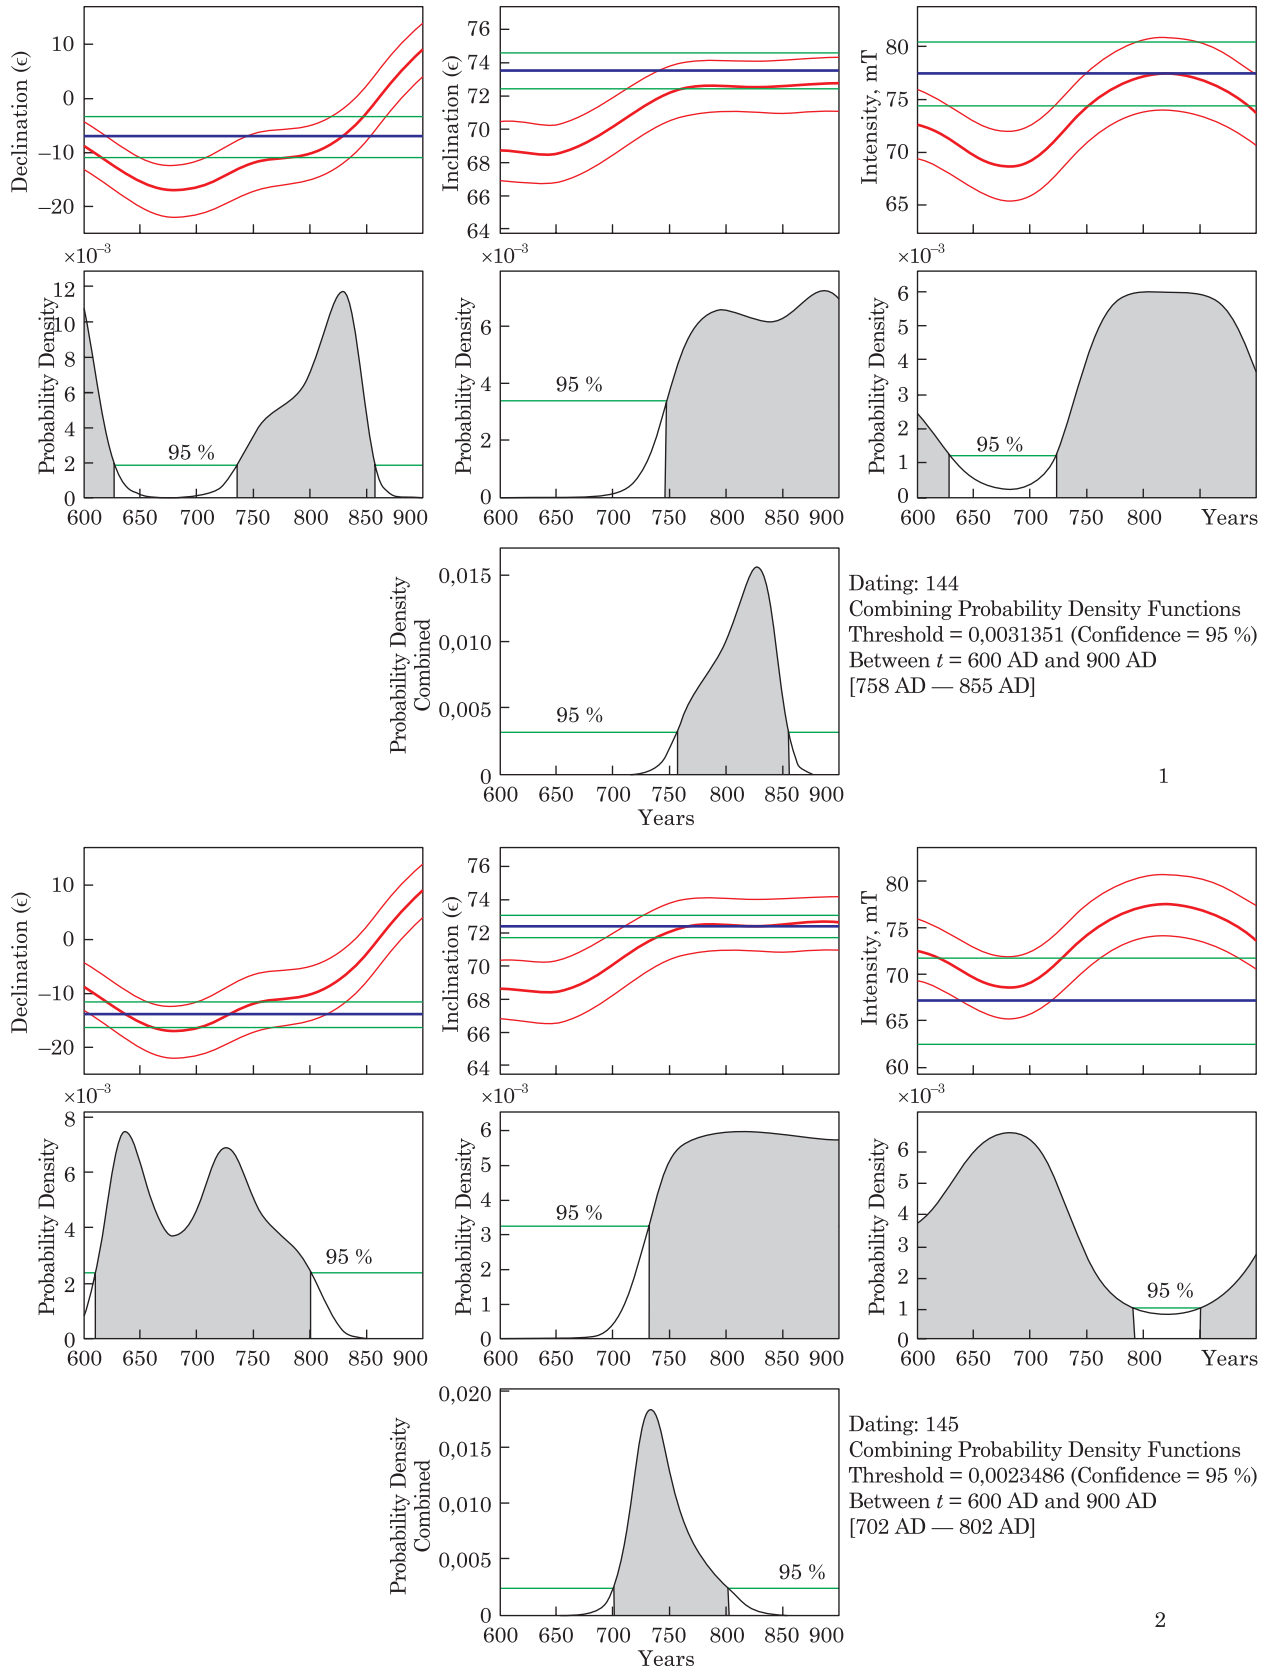 Declination (ϵ)
10
0
–10
–20
Inclination (ϵ)
76
74
72
70
68
66
64
Intensity, mT
80
75
70
65
×10⁻³
Probability Density
12
10
8
6
4
2
0
95 %
600 650 700 750 800 850 900
×10⁻³
Probability Density
6
4
2
0
95 %
600 650 700 750 800 850 900
×10⁻³
Probability Density
6
5
4
3
2
1
0
95 %
600 650 700 750 800 Years
Probability Density
Combined
0,015
0,010
0,005
0
95 %
600 650 700 750 800 850 900
Years
Dating: 144
Combining Probability Density Functions
Threshold = 0,0031351 (Confidence = 95 %)
Between t = 600 AD and 900 AD
[758 AD — 855 AD]
1
Declination (ϵ)
10
0
–10
–20
Inclination (ϵ)
76
74
72
70
68
66
64
Intensity, mT
80
75
70
65
60
×10⁻³
Probability Density
8
6
4
2
0
95 %
600 650 700 750 800 850 900
×10⁻³
Probability Density
6
5
4
3
2
1
0
95 %
600 650 700 750 800 850 900
×10⁻³
Probability Density
6
5
4
3
2
1
0
95 %
600 650 700 750 800 Years
Probability Density
Combined
0,020
0,015
0,010
0,005
0
95 %
600 650 700 750 800 850 900
Years
Dating: 145
Combining Probability Density Functions
Threshold = 0,0023486 (Confidence = 95 %)
Between t = 600 AD and 900 AD
[702 AD — 802 AD]
2